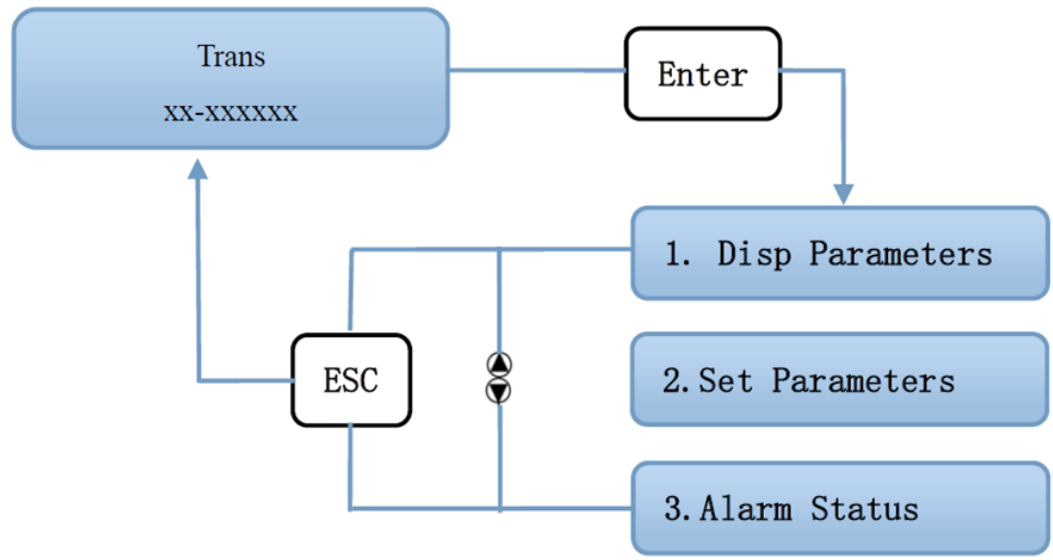 Trans
xx-xxxxxx
Enter
1. Disp Parameters
ESC
2.Set Parameters
3.Alarm Status